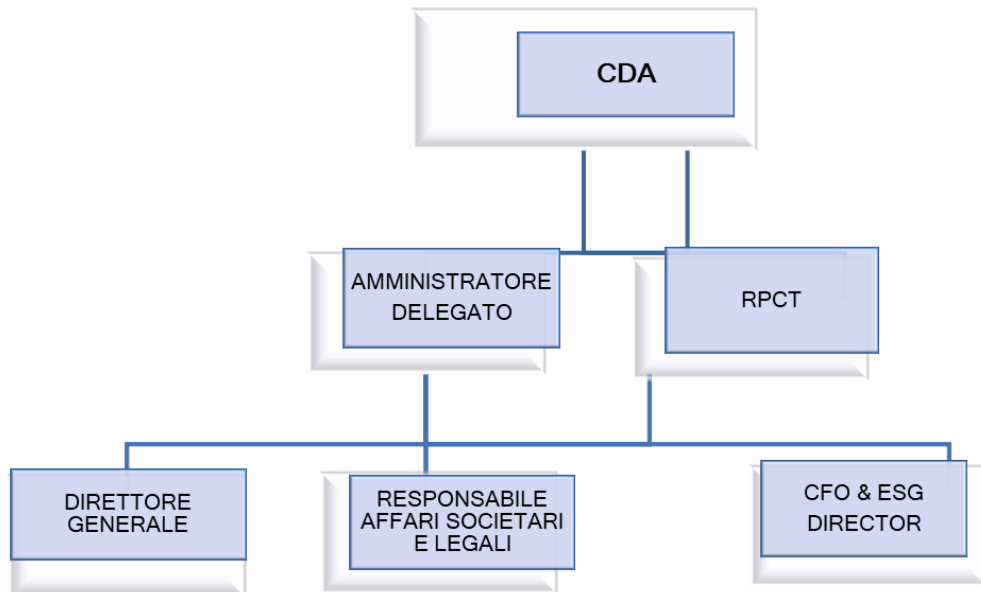 CDA
AMMINISTRATORE
DELEGATO
RPCT
DIRETTORE
GENERALE
RESPONSABILE
AFFARI SOCIETARI
E LEGALI
CFO & ESG
DIRECTOR